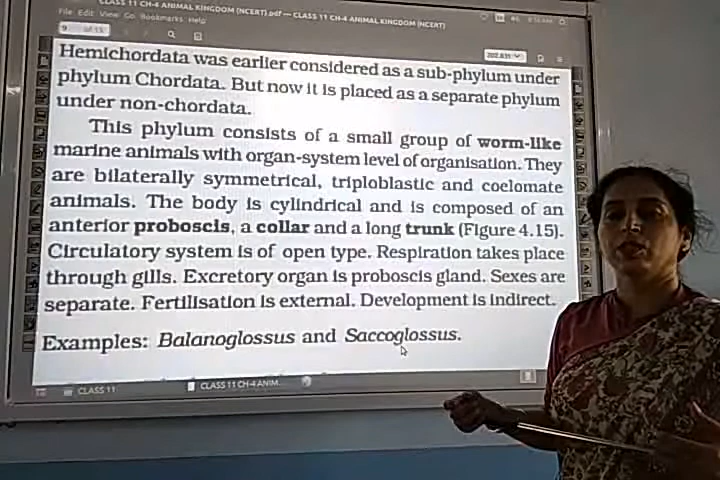 CLASS 11 CH-4 ANIMAL KINGDOM (NCERT).pdf — CLASS 11 CH-4 ANIMAL KINGDOM (NCERT)
File Edit View Go Bookmarks Help
9 of 15
Hemichordata was earlier considered as a sub-phylum under
phylum Chordata. But now it is placed as a separate phylum
under non-chordata.
This phylum consists of a small group of worm-like
marine animals with organ-system level of organisation. They
are bilaterally symmetrical, triploblastic and coelomate
animals. The body is cylindrical and is composed of an
anterior proboscis, a collar and a long trunk (Figure 4.15).
Circulatory system is of open type. Respiration takes place
through gills. Excretory organ is proboscis gland. Sexes are
separate. Fertilisation is external. Development is indirect.
Examples: Balanoglossus and Saccoglossus.
CLASS 11
CLASS 11 CH-4 ANIM...